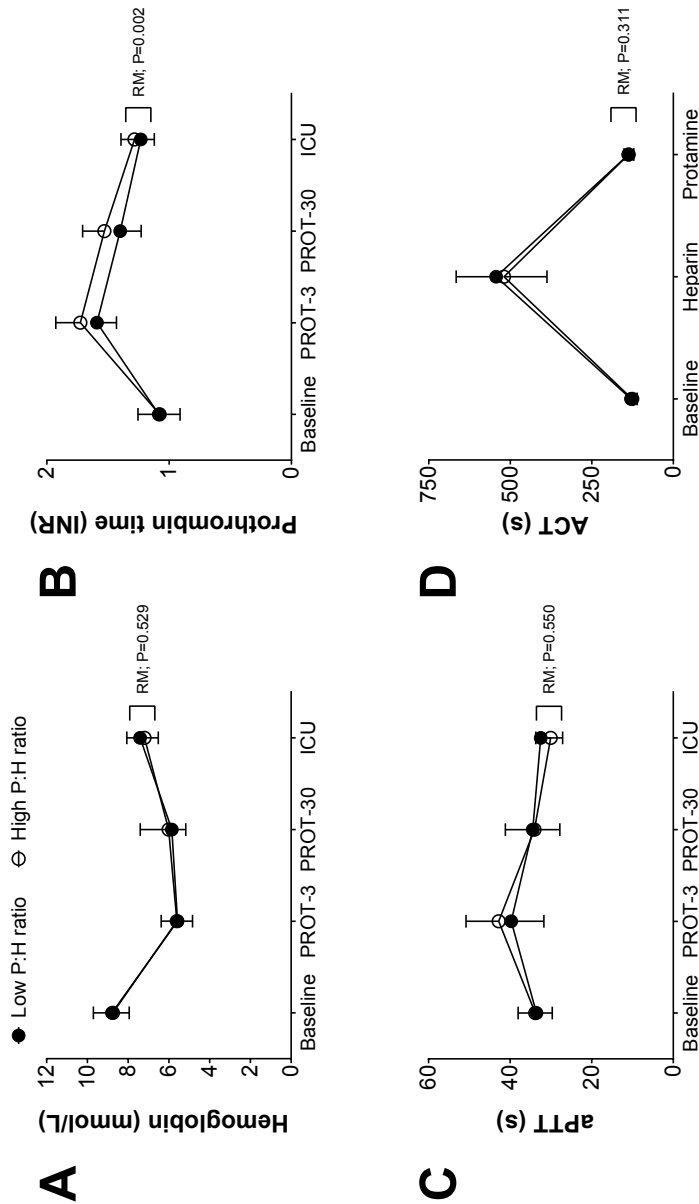 Low P:H ratio
High P:H ratio
A
Hemoglobin (mmol/L)
12
10
8
6
4
2
0
Baseline
PROT-3
PROT-30
ICU
RM; P=0.529
B
Prothrombin time (INR)
2
1
0
Baseline
PROT-3
PROT-30
ICU
RM; P=0.002
C
aPTT (s)
60
40
20
0
Baseline
PROT-3
PROT-30
ICU
RM; P=0.550
D
ACT (s)
750
500
250
0
Baseline
Heparin
Protamine
RM; P=0.311